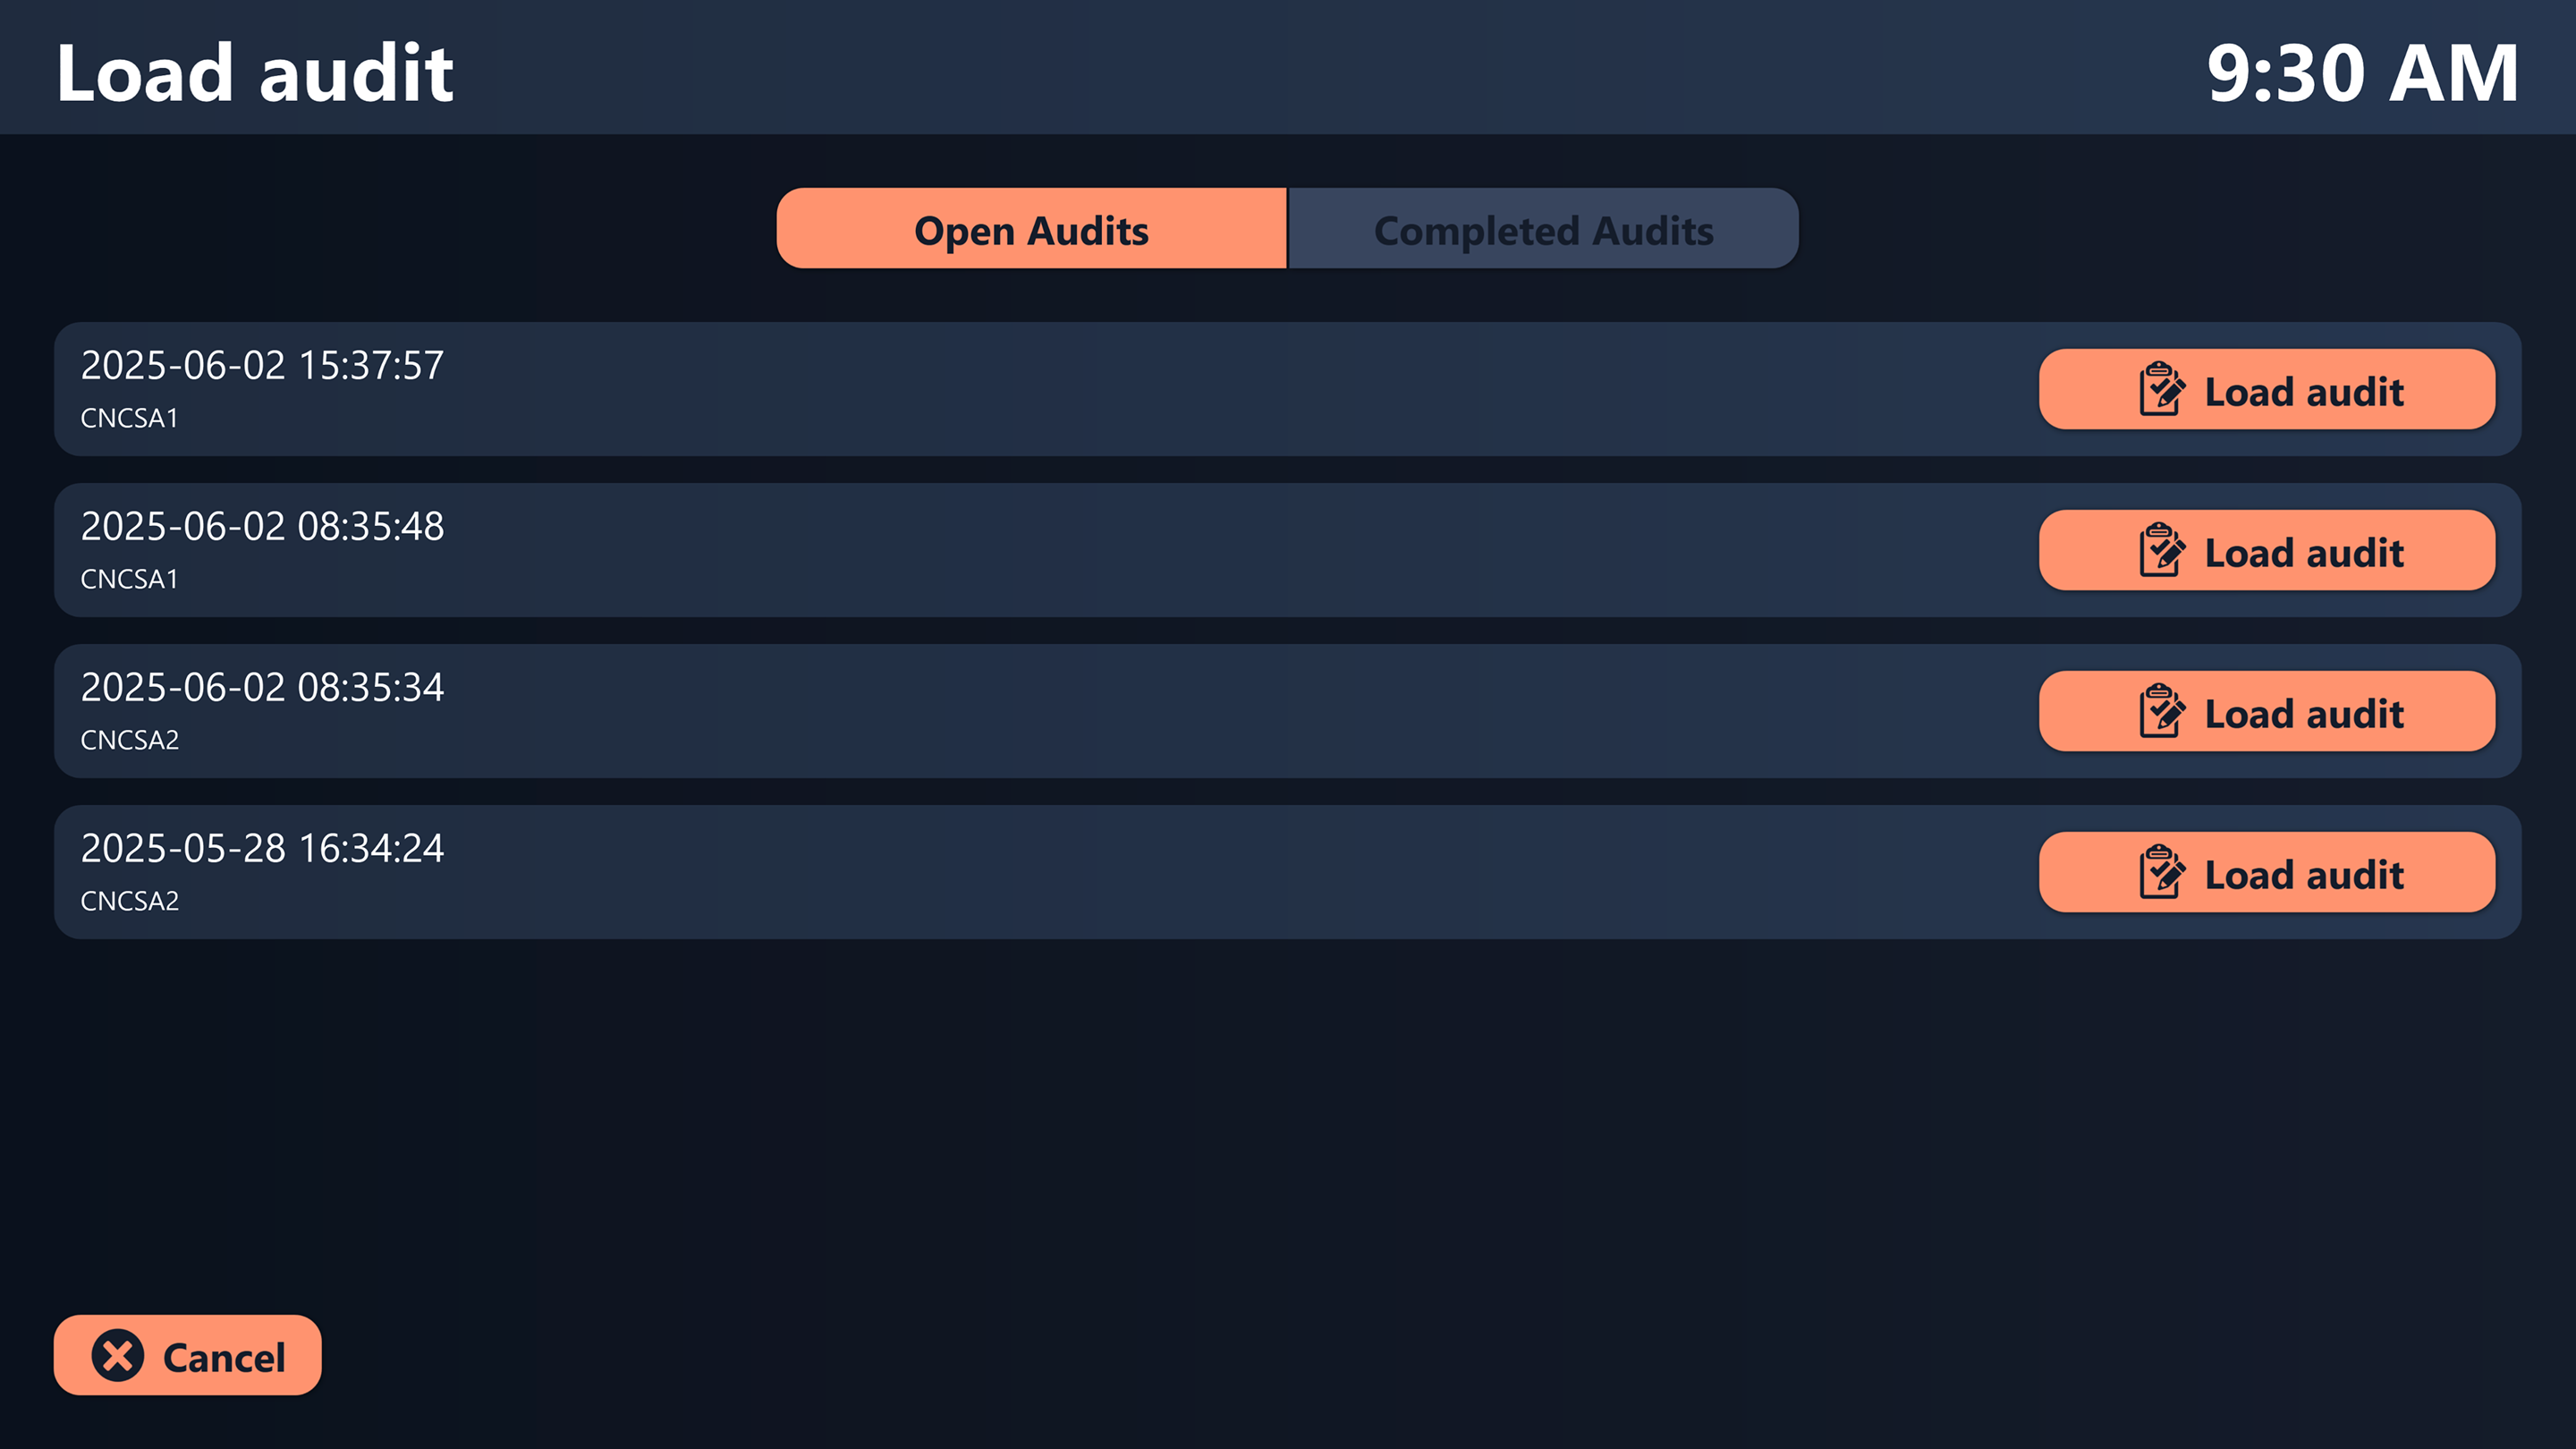 Load audit
9:30 AM
Open Audits
Completed Audits
2025-06-02 15:37:57
CNCSA1
Load audit
2025-06-02 08:35:48
CNCSA1
Load audit
2025-06-02 08:35:34
CNCSA2
Load audit
2025-05-28 16:34:24
CNCSA2
Load audit
Cancel